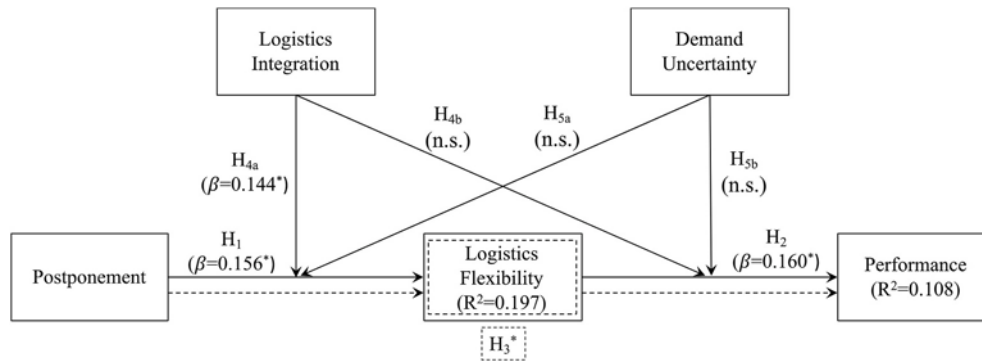 Logistics
Integration
Demand
Uncertainty
H4b
(n.s.)
H5a
(n.s.)
H4a
(β=0.144*)
H5b
(n.s.)
H1
(β=0.156*)
H2
(β=0.160*)
Postponement
Logistics
Flexibility
(R²=0.197)
Performance
(R²=0.108)
H3*